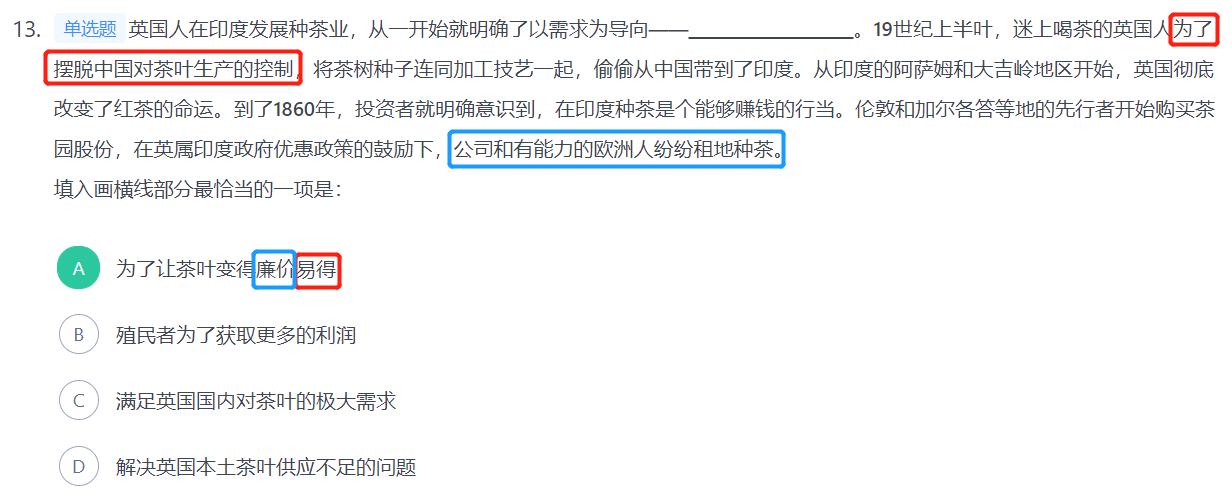 13. 单选题 英国人在印度发展种茶业，从一开始就明确了以需求为导向——________________。19世纪上半叶，迷上喝茶的英国人为了
摆脱中国对茶叶生产的控制，将茶树种子连同加工技艺一起，偷偷从中国带到了印度。从印度的阿萨姆和大吉岭地区开始，英国彻底
改变了红茶的命运。到了1860年，投资者就明确意识到，在印度种茶是个能够赚钱的行当。伦敦和加尔各答等地的先行者开始购买茶
园股份，在英属印度政府优惠政策的鼓励下，公司和有能力的欧洲人纷纷租地种茶。
填入画横线部分最恰当的一项是：
A 为了让茶叶变得廉价易得
B 殖民者为了获取更多的利润
C 满足英国国内对茶叶的极大需求
D 解决英国本土茶叶供应不足的问题